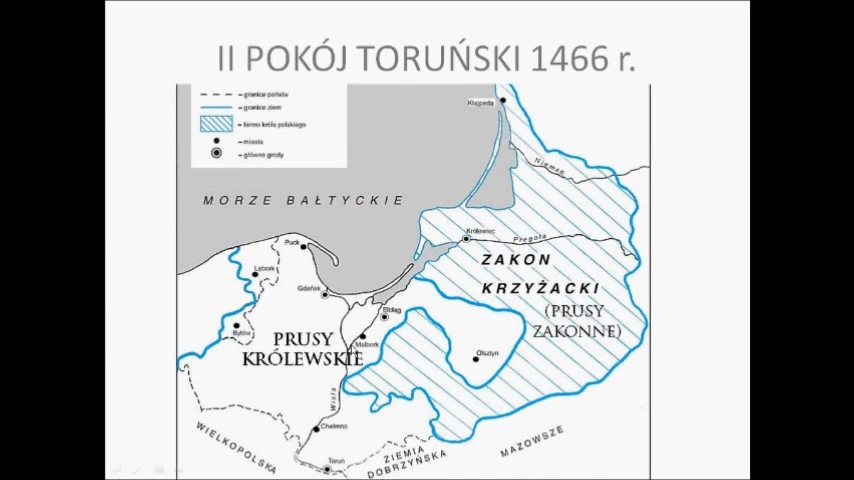 II POKÓJ TORUŃSKI 1466 r.
– granice państw
– granice ziem
– lenno króla polskiego
– miasta
– główne grody
Kłajpeda
Niemen
MORZE BAŁTYCKIE
Królewiec
Pregoła
Puck
ZAKON
KRZYŻACKI
(PRUSY
ZAKONNE)
Lębork
Gdańsk
Elbląg
Bytów
PRUSY
KRÓLEWSKIE
Malbork
Olsztyn
Wisła
Chełmno
WIELKOPOLSKA
Toruń
ZIEMIA
DOBRZYŃSKA
MAZOWSZE